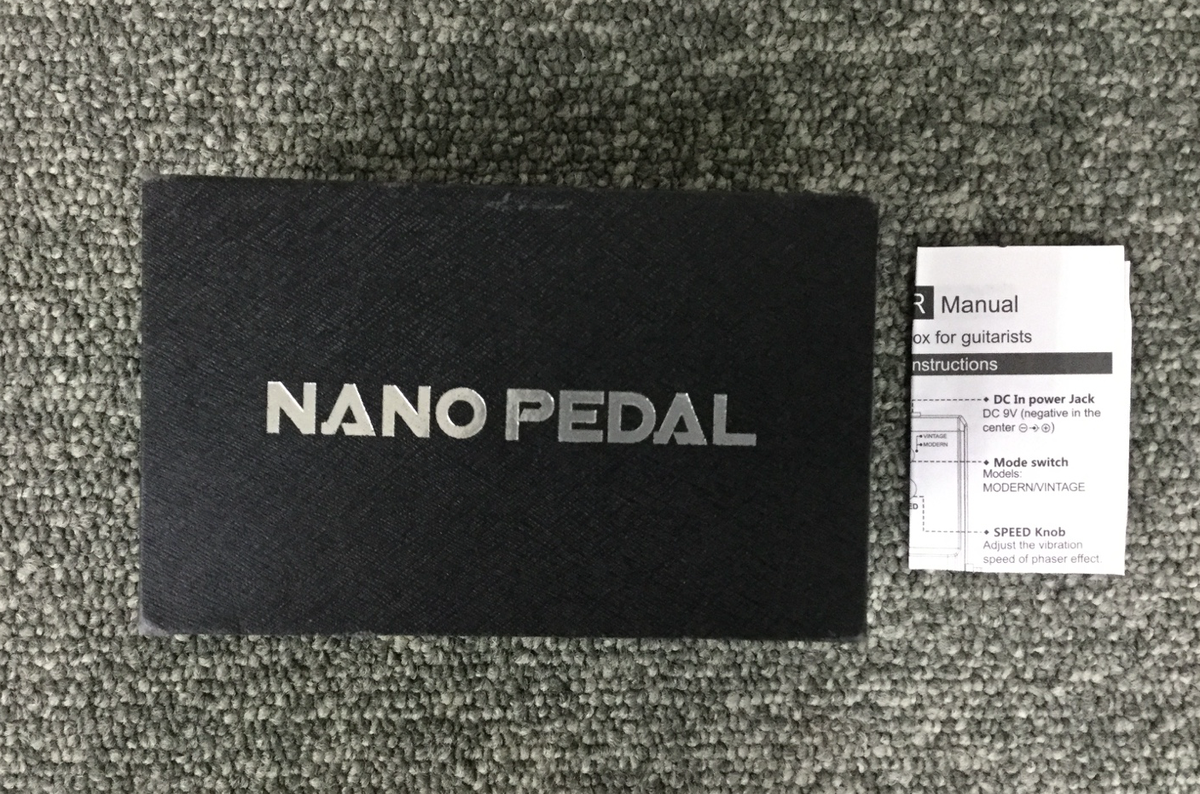 NANO PEDAL
R Manual
ox for guitarists
nstructions
DC In power Jack
DC 9V (negative in the
center ⊖→⊕)
VINTAGE
MODERN
Mode switch
Models:
MODERN/VINTAGE
ED
SPEED Knob
Adjust the vibration
speed of phaser effect.